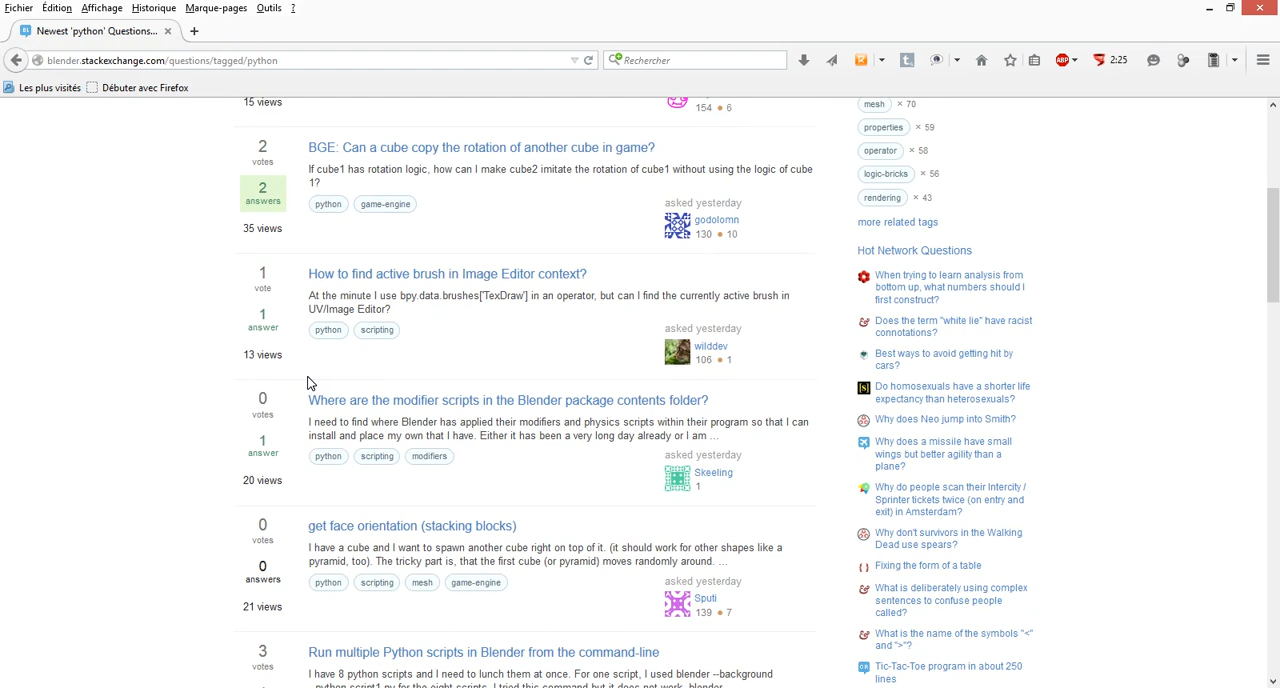 Fichier Édition Affichage Historique Marque-pages Outils ?
Newest 'python' Questions...
blender.stackexchange.com/questions/tagged/python
Rechercher
2:25
Les plus visités Débuter avec Firefox
15 views
154 6
2
votes
2
answers
35 views
BGE: Can a cube copy the rotation of another cube in game?
If cube1 has rotation logic, how can I make cube2 imitate the rotation of cube1 without using the logic of cube
1?
python game-engine
asked yesterday
godolomn
130 10
1
vote
1
answer
13 views
How to find active brush in Image Editor context?
At the minute I use bpy.data.brushes['TexDraw'] in an operator, but can I find the currently active brush in
UV/Image Editor?
python scripting
asked yesterday
wilddev
106 1
0
votes
1
answer
20 views
Where are the modifier scripts in the Blender package contents folder?
I need to find where Blender has applied their modifiers and physics scripts within their program so that I can
install and place my own that I have. Either it has been a very long day already or I am ...
python scripting modifiers
asked yesterday
Skeeling
1
0
votes
0
answers
21 views
get face orientation (stacking blocks)
I have a cube and I want to spawn another cube right on top of it. (it should work for other shapes like a
pyramid, too). The tricky part is, that the first cube (or pyramid) moves randomly around. ...
python scripting mesh game-engine
asked yesterday
Sputi
139 7
3
votes
Run multiple Python scripts in Blender from the command-line
I have 8 python scripts and I need to lunch them at once. For one script, I used blender --background
mesh × 70
properties × 59
operator × 58
logic-bricks × 56
rendering × 43
more related tags
Hot Network Questions
When trying to learn analysis from
bottom up, what numbers should I
first construct?
Does the term "white lie" have racist
connotations?
Best ways to avoid getting hit by
cars?
Do homosexuals have a shorter life
expectancy than heterosexuals?
Why does Neo jump into Smith?
Why does a missile have small
wings but better agility than a
plane?
Why do people scan their Intercity /
Sprinter tickets twice (on entry and
exit) in Amsterdam?
Why don't survivors in the Walking
Dead use spears?
Fixing the form of a table
What is deliberately using complex
sentences to confuse people
called?
What is the name of the symbols "<"
and ">"?
Tic-Tac-Toe program in about 250
lines